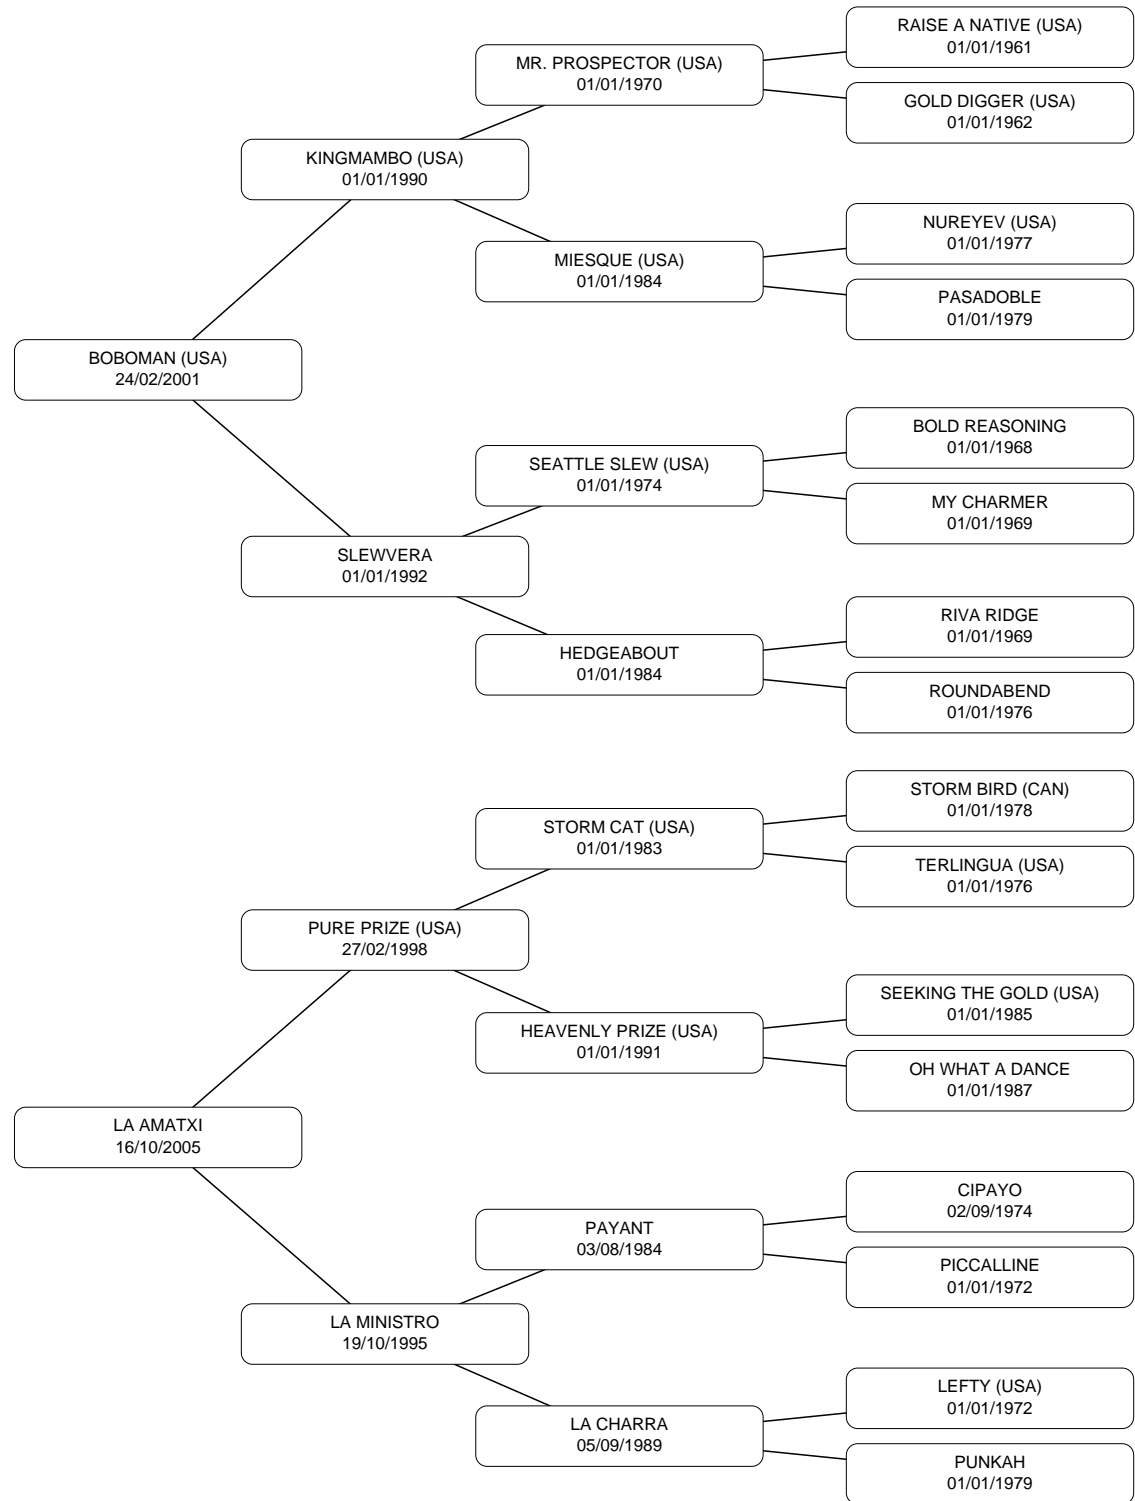 RAISE A NATIVE (USA)
01/01/1961
MR. PROSPECTOR (USA)
01/01/1970
GOLD DIGGER (USA)
01/01/1962
KINGMAMBO (USA)
01/01/1990
NUREYEV (USA)
01/01/1977
MIESQUE (USA)
01/01/1984
PASADOBLE
01/01/1979
BOBOMAN (USA)
24/02/2001
BOLD REASONING
01/01/1968
SEATTLE SLEW (USA)
01/01/1974
MY CHARMER
01/01/1969
SLEWVERA
01/01/1992
RIVA RIDGE
01/01/1969
HEDGEABOUT
01/01/1984
ROUNDABEND
01/01/1976
STORM BIRD (CAN)
01/01/1978
STORM CAT (USA)
01/01/1983
TERLINGUA (USA)
01/01/1976
PURE PRIZE (USA)
27/02/1998
SEEKING THE GOLD (USA)
01/01/1985
HEAVENLY PRIZE (USA)
01/01/1991
OH WHAT A DANCE
01/01/1987
LA AMATXI
16/10/2005
CIPAYO
02/09/1974
PAYANT
03/08/1984
PICCALLINE
01/01/1972
LA MINISTRO
19/10/1995
LEFTY (USA)
01/01/1972
LA CHARRA
05/09/1989
PUNKAH
01/01/1979